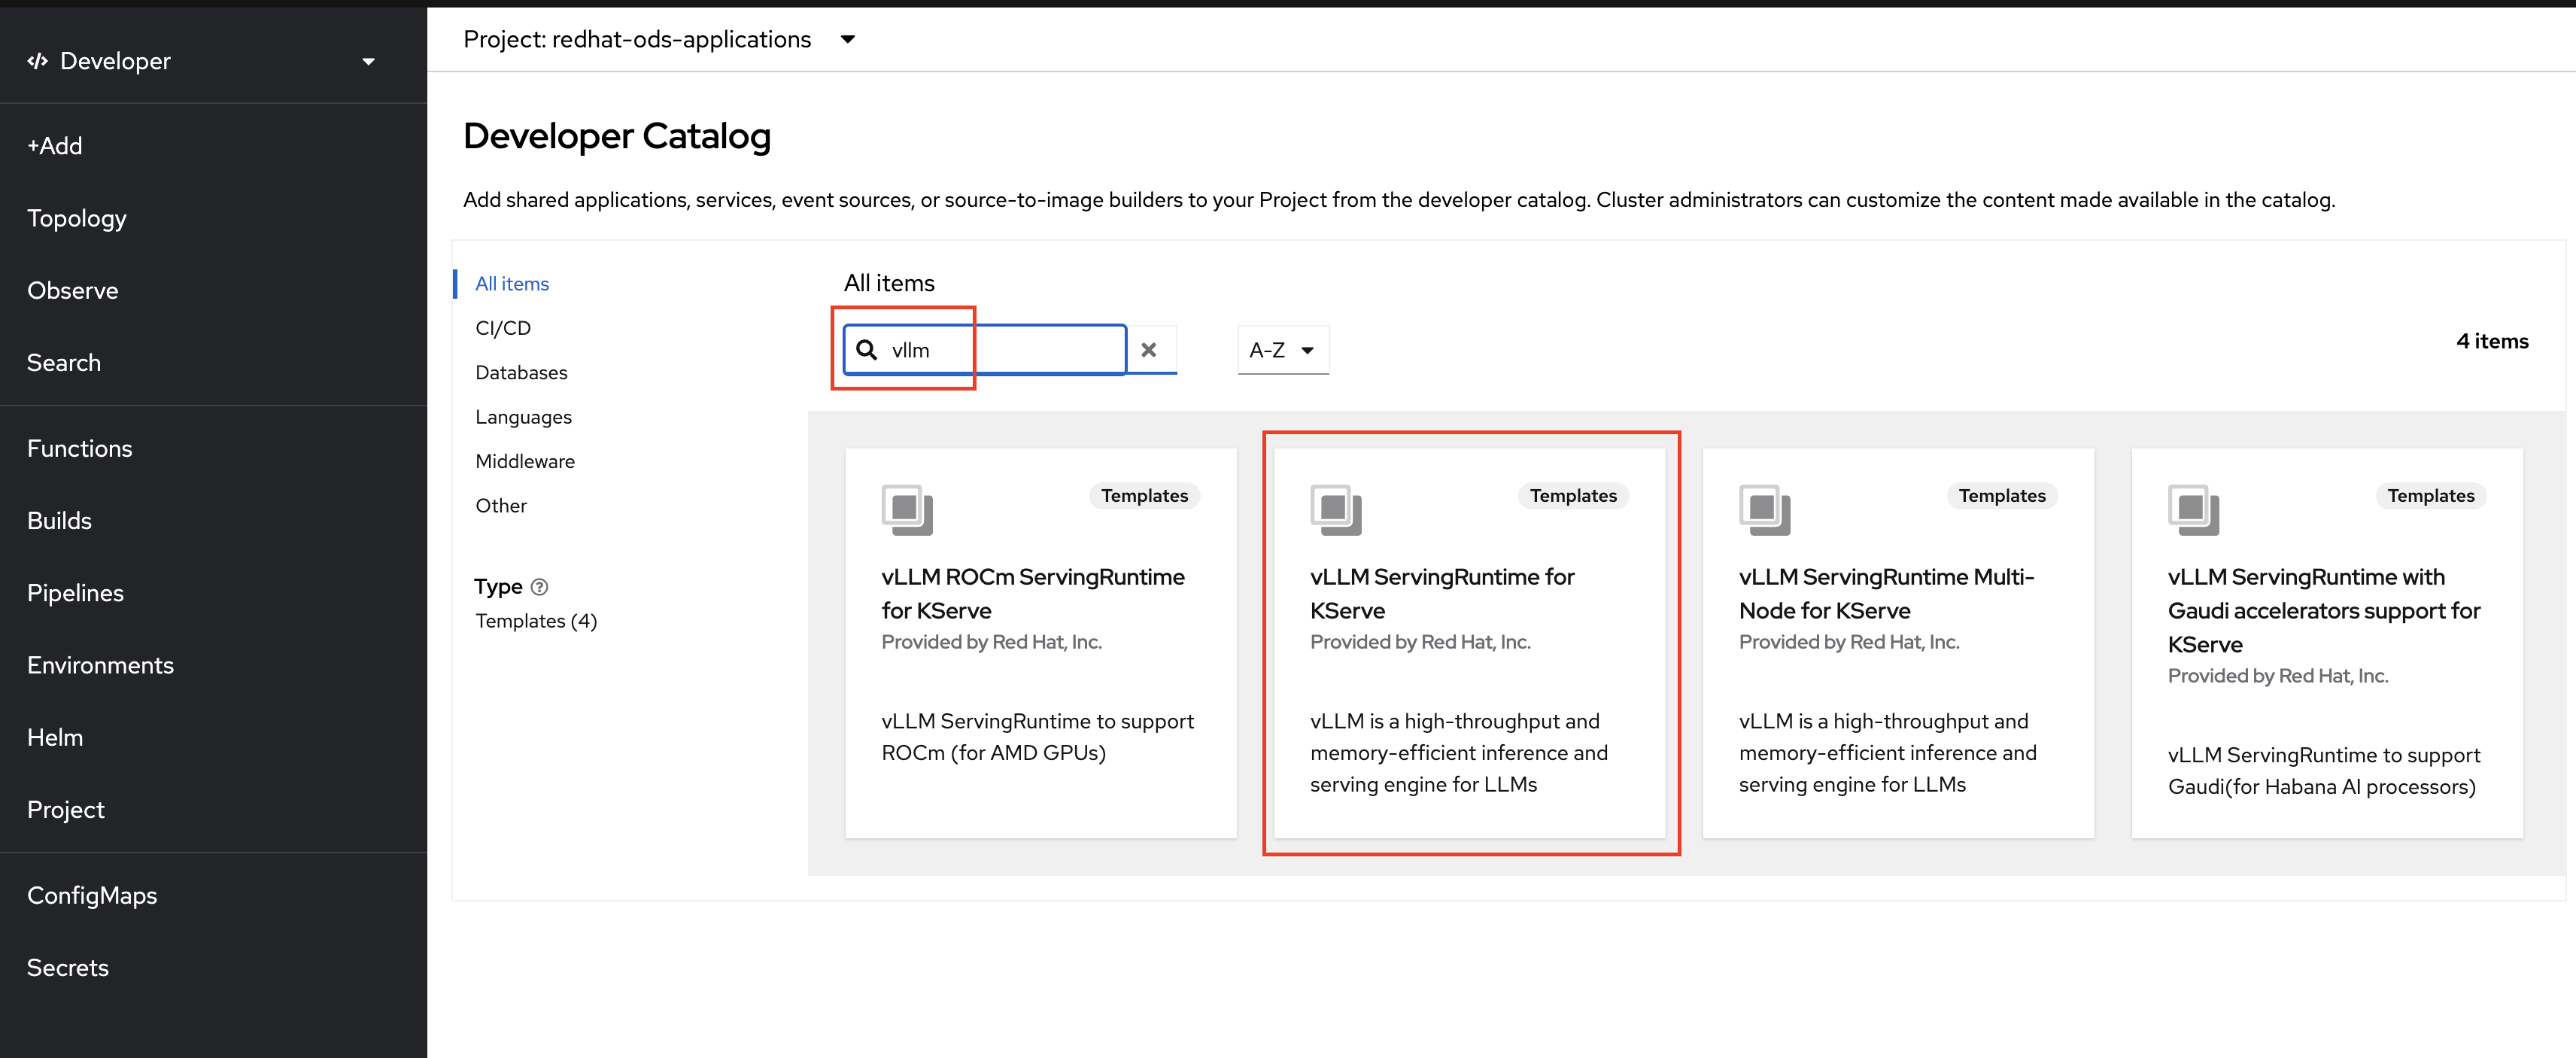 Developer
+Add
Topology
Observe
Search
Functions
Builds
Pipelines
Environments
Helm
Project
ConfigMaps
Secrets
Project: redhat-ods-applications
Developer Catalog
Add shared applications, services, event sources, or source-to-image builders to your Project from the developer catalog. Cluster administrators can customize the content made available in the catalog.
All items
CI/CD
Databases
Languages
Middleware
Other
Type
Templates (4)
All items
vllm
A-Z
4 items
Templates
vLLM ROCm ServingRuntime
for KServe
Provided by Red Hat, Inc.
vLLM ServingRuntime to support
ROCm (for AMD GPUs)
Templates
vLLM ServingRuntime for
KServe
Provided by Red Hat, Inc.
vLLM is a high-throughput and
memory-efficient inference and
serving engine for LLMs
Templates
vLLM ServingRuntime Multi-
Node for KServe
Provided by Red Hat, Inc.
vLLM is a high-throughput and
memory-efficient inference and
serving engine for LLMs
Templates
vLLM ServingRuntime with
Gaudi accelerators support for
KServe
Provided by Red Hat, Inc.
vLLM ServingRuntime to support
Gaudi(for Habana AI processors)